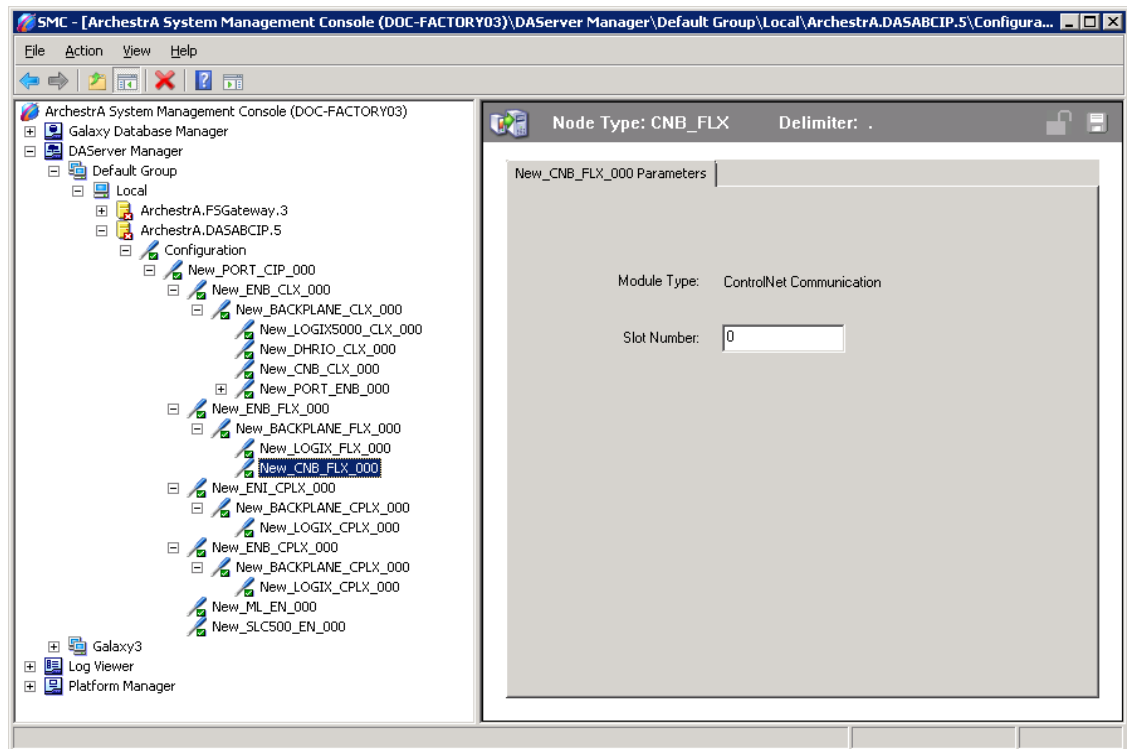 SMC - [ArchestrA System Management Console (DOC-FACTORY03)\DAServer Manager\Default Group\Local\ArchestrA.DASABCIP.5\Configura...
File Action View Help
ArchestrA System Management Console (DOC-FACTORY03)
Galaxy Database Manager
DAServer Manager
Default Group
Local
ArchestrA.FSGateway.3
ArchestrA.DASABCIP.5
Configuration
New_PORT_CIP_000
New_ENB_CLX_000
New_BACKPLANE_CLX_000
New_LOGIX5000_CLX_000
New_DHRIO_CLX_000
New_CNB_CLX_000
New_PORT_ENB_000
New_ENB_FLX_000
New_BACKPLANE_FLX_000
New_LOGIX_FLX_000
New_CNB_FLX_000
New_ENI_CPLX_000
New_BACKPLANE_CPLX_000
New_LOGIX_CPLX_000
New_ENB_CPLX_000
New_BACKPLANE_CPLX_000
New_LOGIX_CPLX_000
New_ML_EN_000
New_SLC500_EN_000
Galaxy3
Log Viewer
Platform Manager
Node Type: CNB_FLX Delimiter: .
New_CNB_FLX_000 Parameters
Module Type: ControlNet Communication
Slot Number: 0